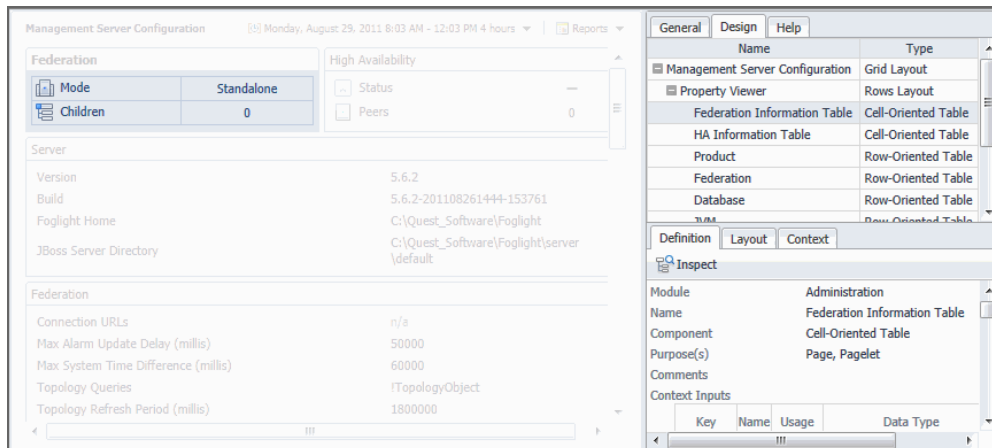 Management Server Configuration Monday, August 29, 2011 8:03 AM - 12:03 PM 4 hours Reports
Federation
Mode Standalone
Children 0
High Availability
Status —
Peers 0
Server
Version 5.6.2
Build 5.6.2-201108261444-153761
Foglight Home C:\Quest_Software\Foglight
JBoss Server Directory C:\Quest_Software\Foglight\server
\default
Federation
Connection URLs n/a
Max Alarm Update Delay (millis) 50000
Max System Time Difference (millis) 60000
Topology Queries !TopologyObject
Topology Refresh Period (millis) 1800000
General Design Help
Name Type
Management Server Configuration Grid Layout
Property Viewer Rows Layout
Federation Information Table Cell-Oriented Table
HA Information Table Cell-Oriented Table
Product Row-Oriented Table
Federation Row-Oriented Table
Database Row-Oriented Table
JVM Row-Oriented Table
Definition Layout Context
Inspect
Module Administration
Name Federation Information Table
Component Cell-Oriented Table
Purpose(s) Page, Pagelet
Comments
Context Inputs
Key Name Usage Data Type